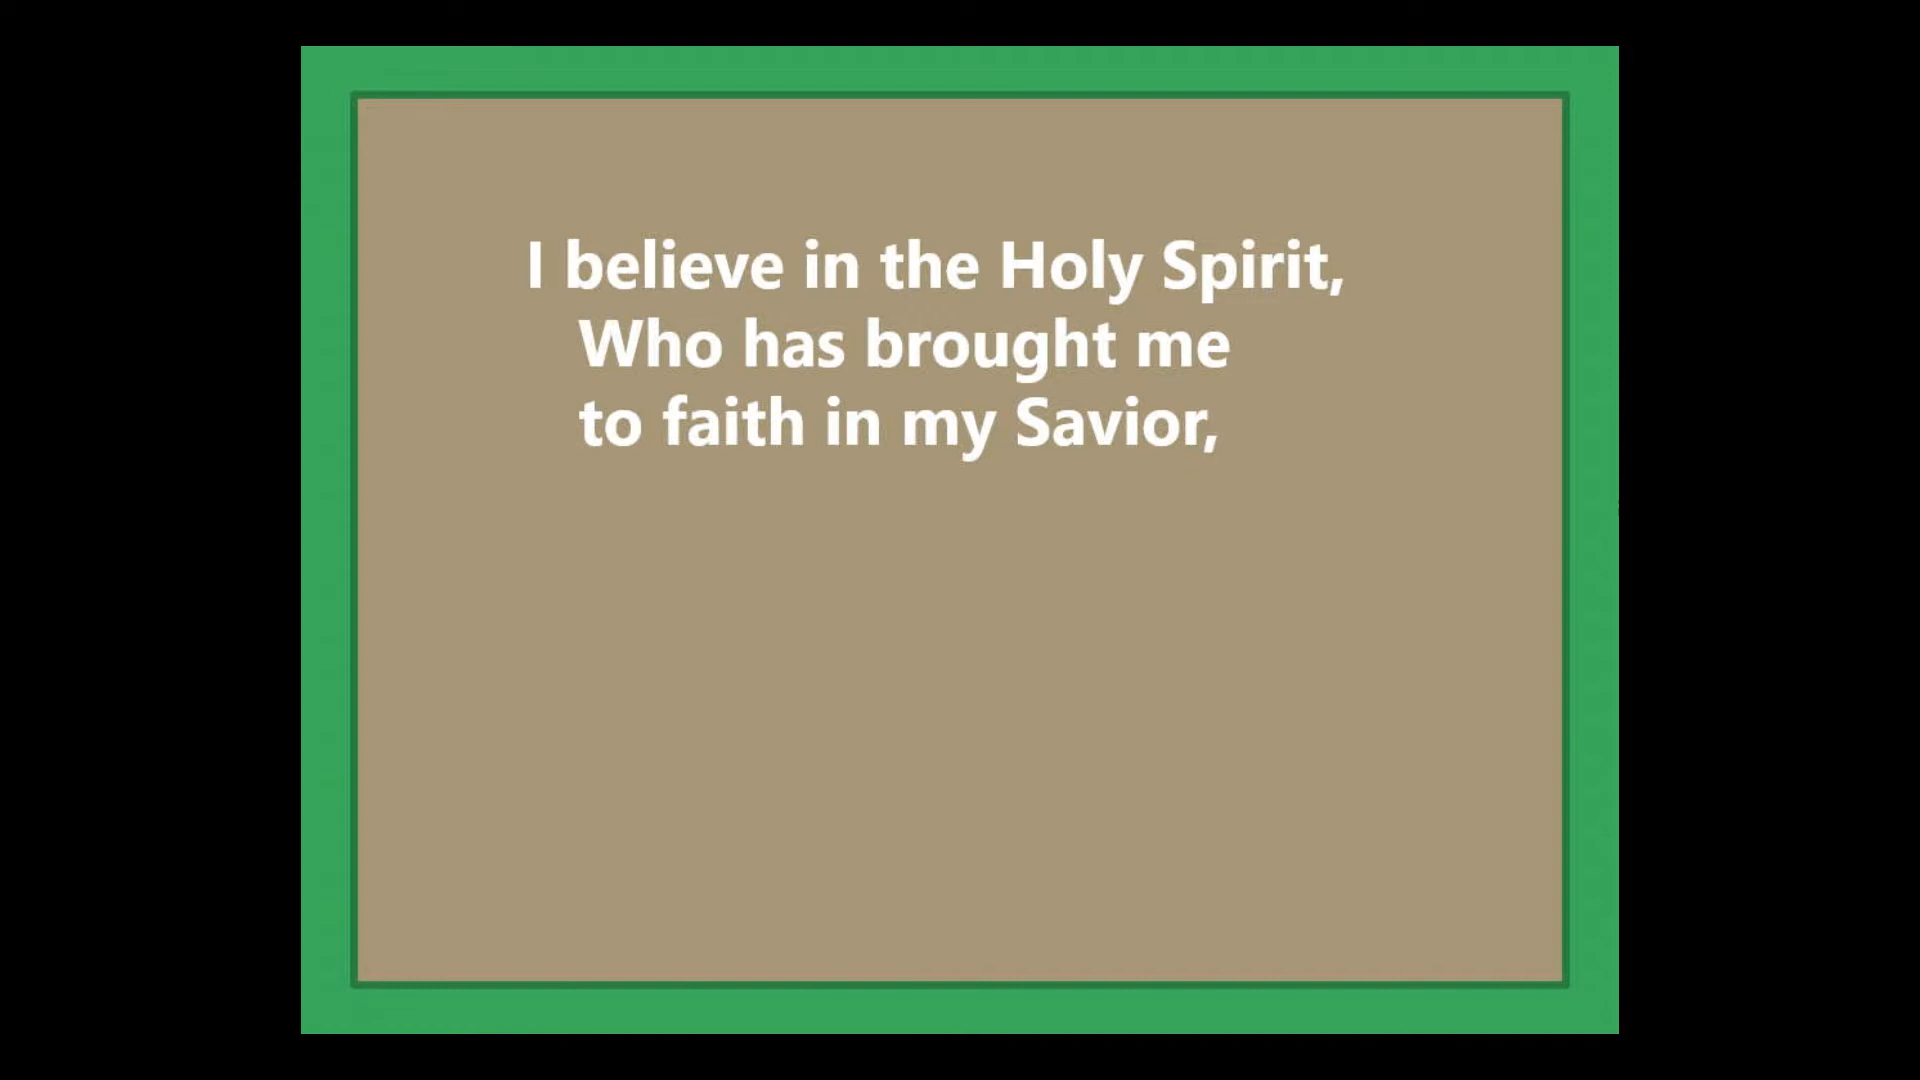 I believe in the Holy Spirit,
Who has brought me
to faith in my Savior,